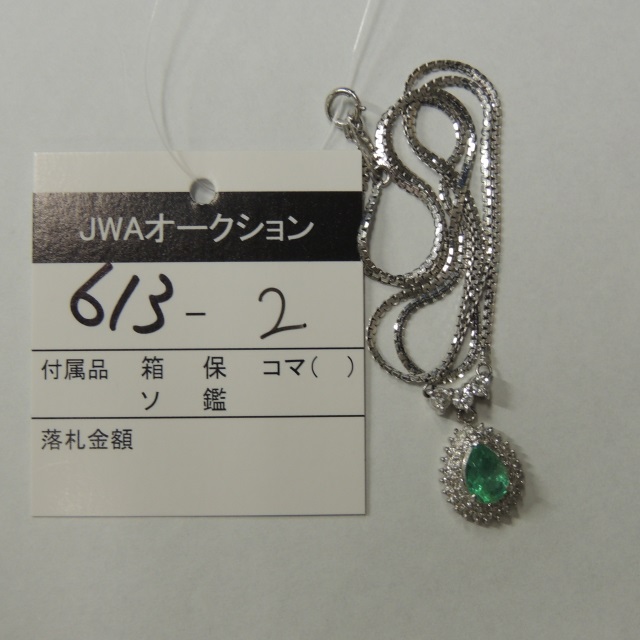 JWAオークション
613-2
付属品 箱 保 コマ( )
ソ 鑑
落札金額